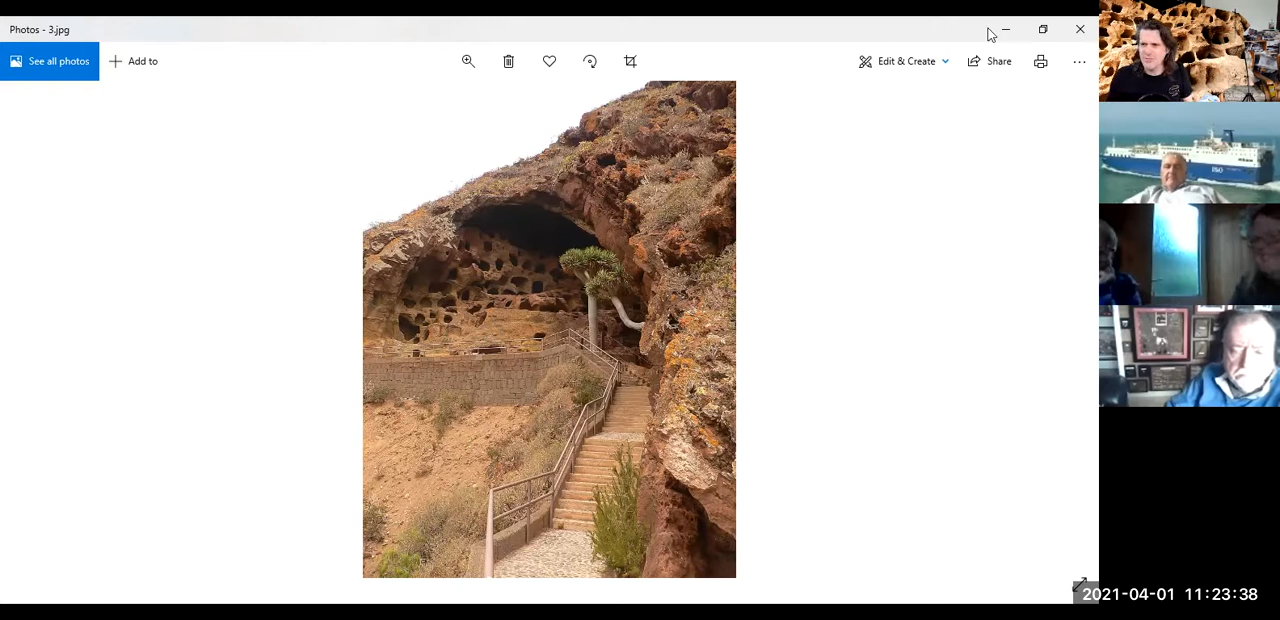 Photos - 3.jpg
See all photos
Add to
Edit & Create
Share
P&O
2021-04-01 11:23:38